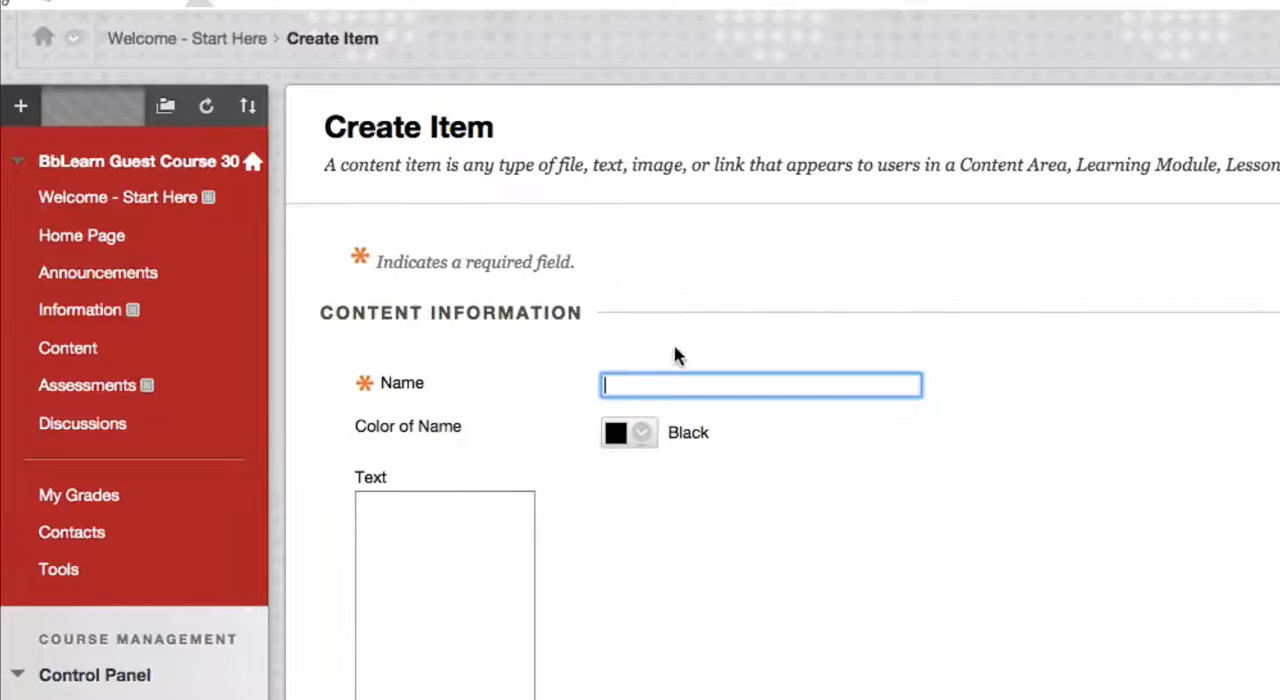 Welcome - Start Here > Create Item
BbLearn Guest Course 30
Welcome - Start Here
Home Page
Announcements
Information
Content
Assessments
Discussions
My Grades
Contacts
Tools
COURSE MANAGEMENT
Control Panel
Create Item
A content item is any type of file, text, image, or link that appears to users in a Content Area, Learning Module, Lesson
* Indicates a required field.
CONTENT INFORMATION
* Name
Color of Name
Black
Text